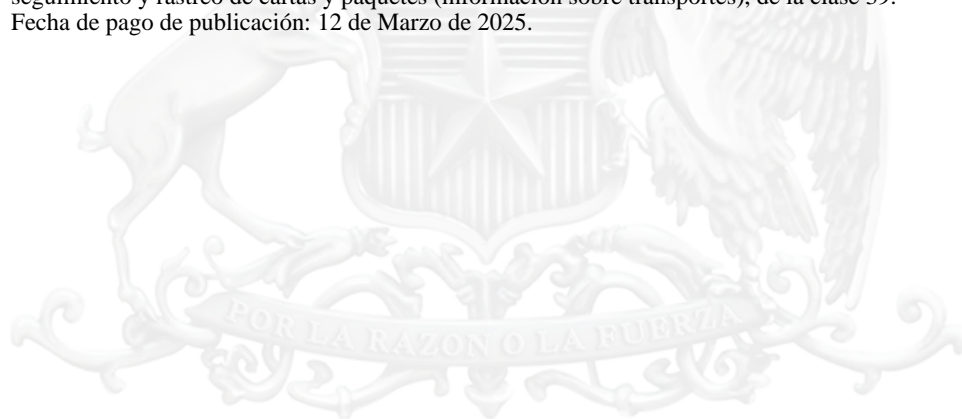 seguimiento y rastreo de cartas y paquetes (información sobre transportes), de la clase 39.
Fecha de pago de publicación: 12 de Marzo de 2025.
POR LA RAZON O LA FUERZA